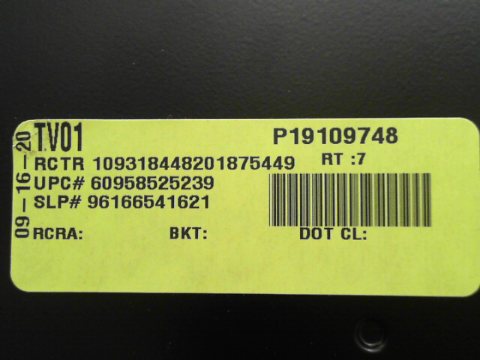 09-16-20
TV01
P19109748
RCTR 109318448201875449 RT :7
UPC# 60958525239
SLP# 96166541621
RCRA: BKT: DOT CL: